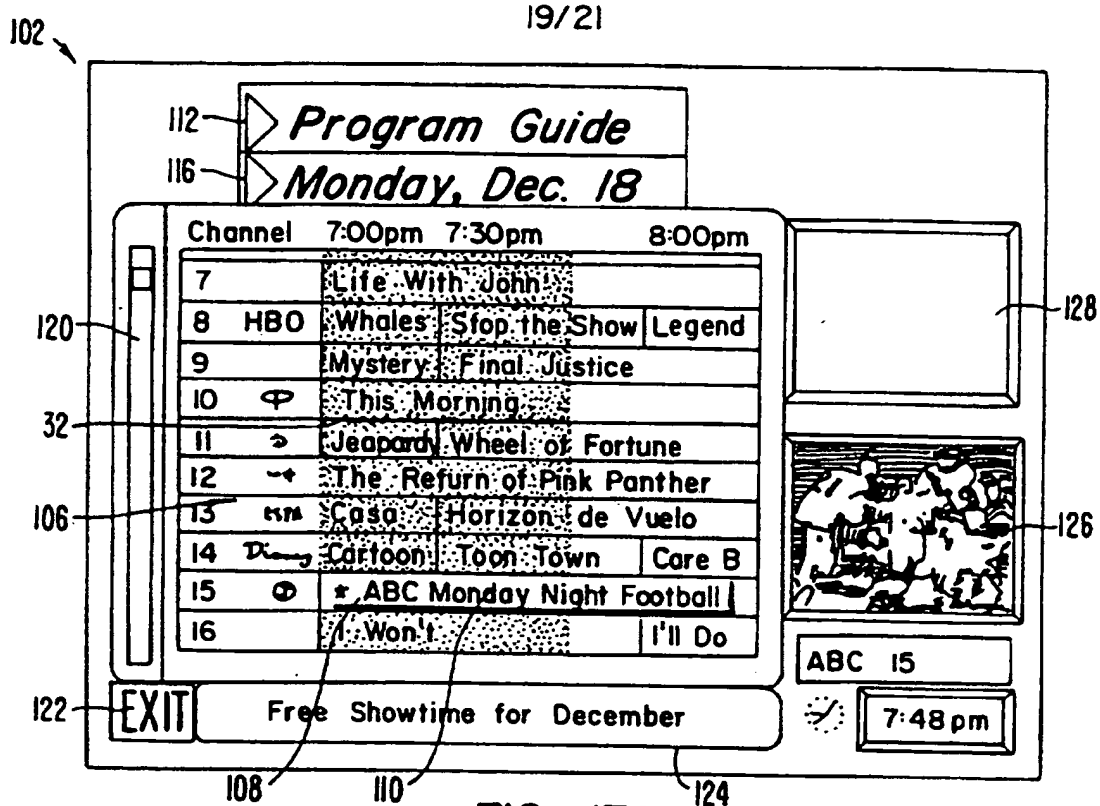 19/21
102
112 Program Guide
116 Monday, Dec. 18
Channel 7:00pm 7:30pm 8:00pm
7 Life With John
8 HBO Whales Stop the Show Legend
120
128
9 Mystery Final Justice
10 This Morning
32
11 Jeopardy Wheel of Fortune
12 The Return of Pink Panther
106
13 Casa Horizon de Vuelo
126
14 Disney Cartoon Toon Town Care B
15 * ABC Monday Night Football
16 I Won't I'll Do
ABC 15
122 EXIT Free Showtime for December 7:48pm
108 110 124